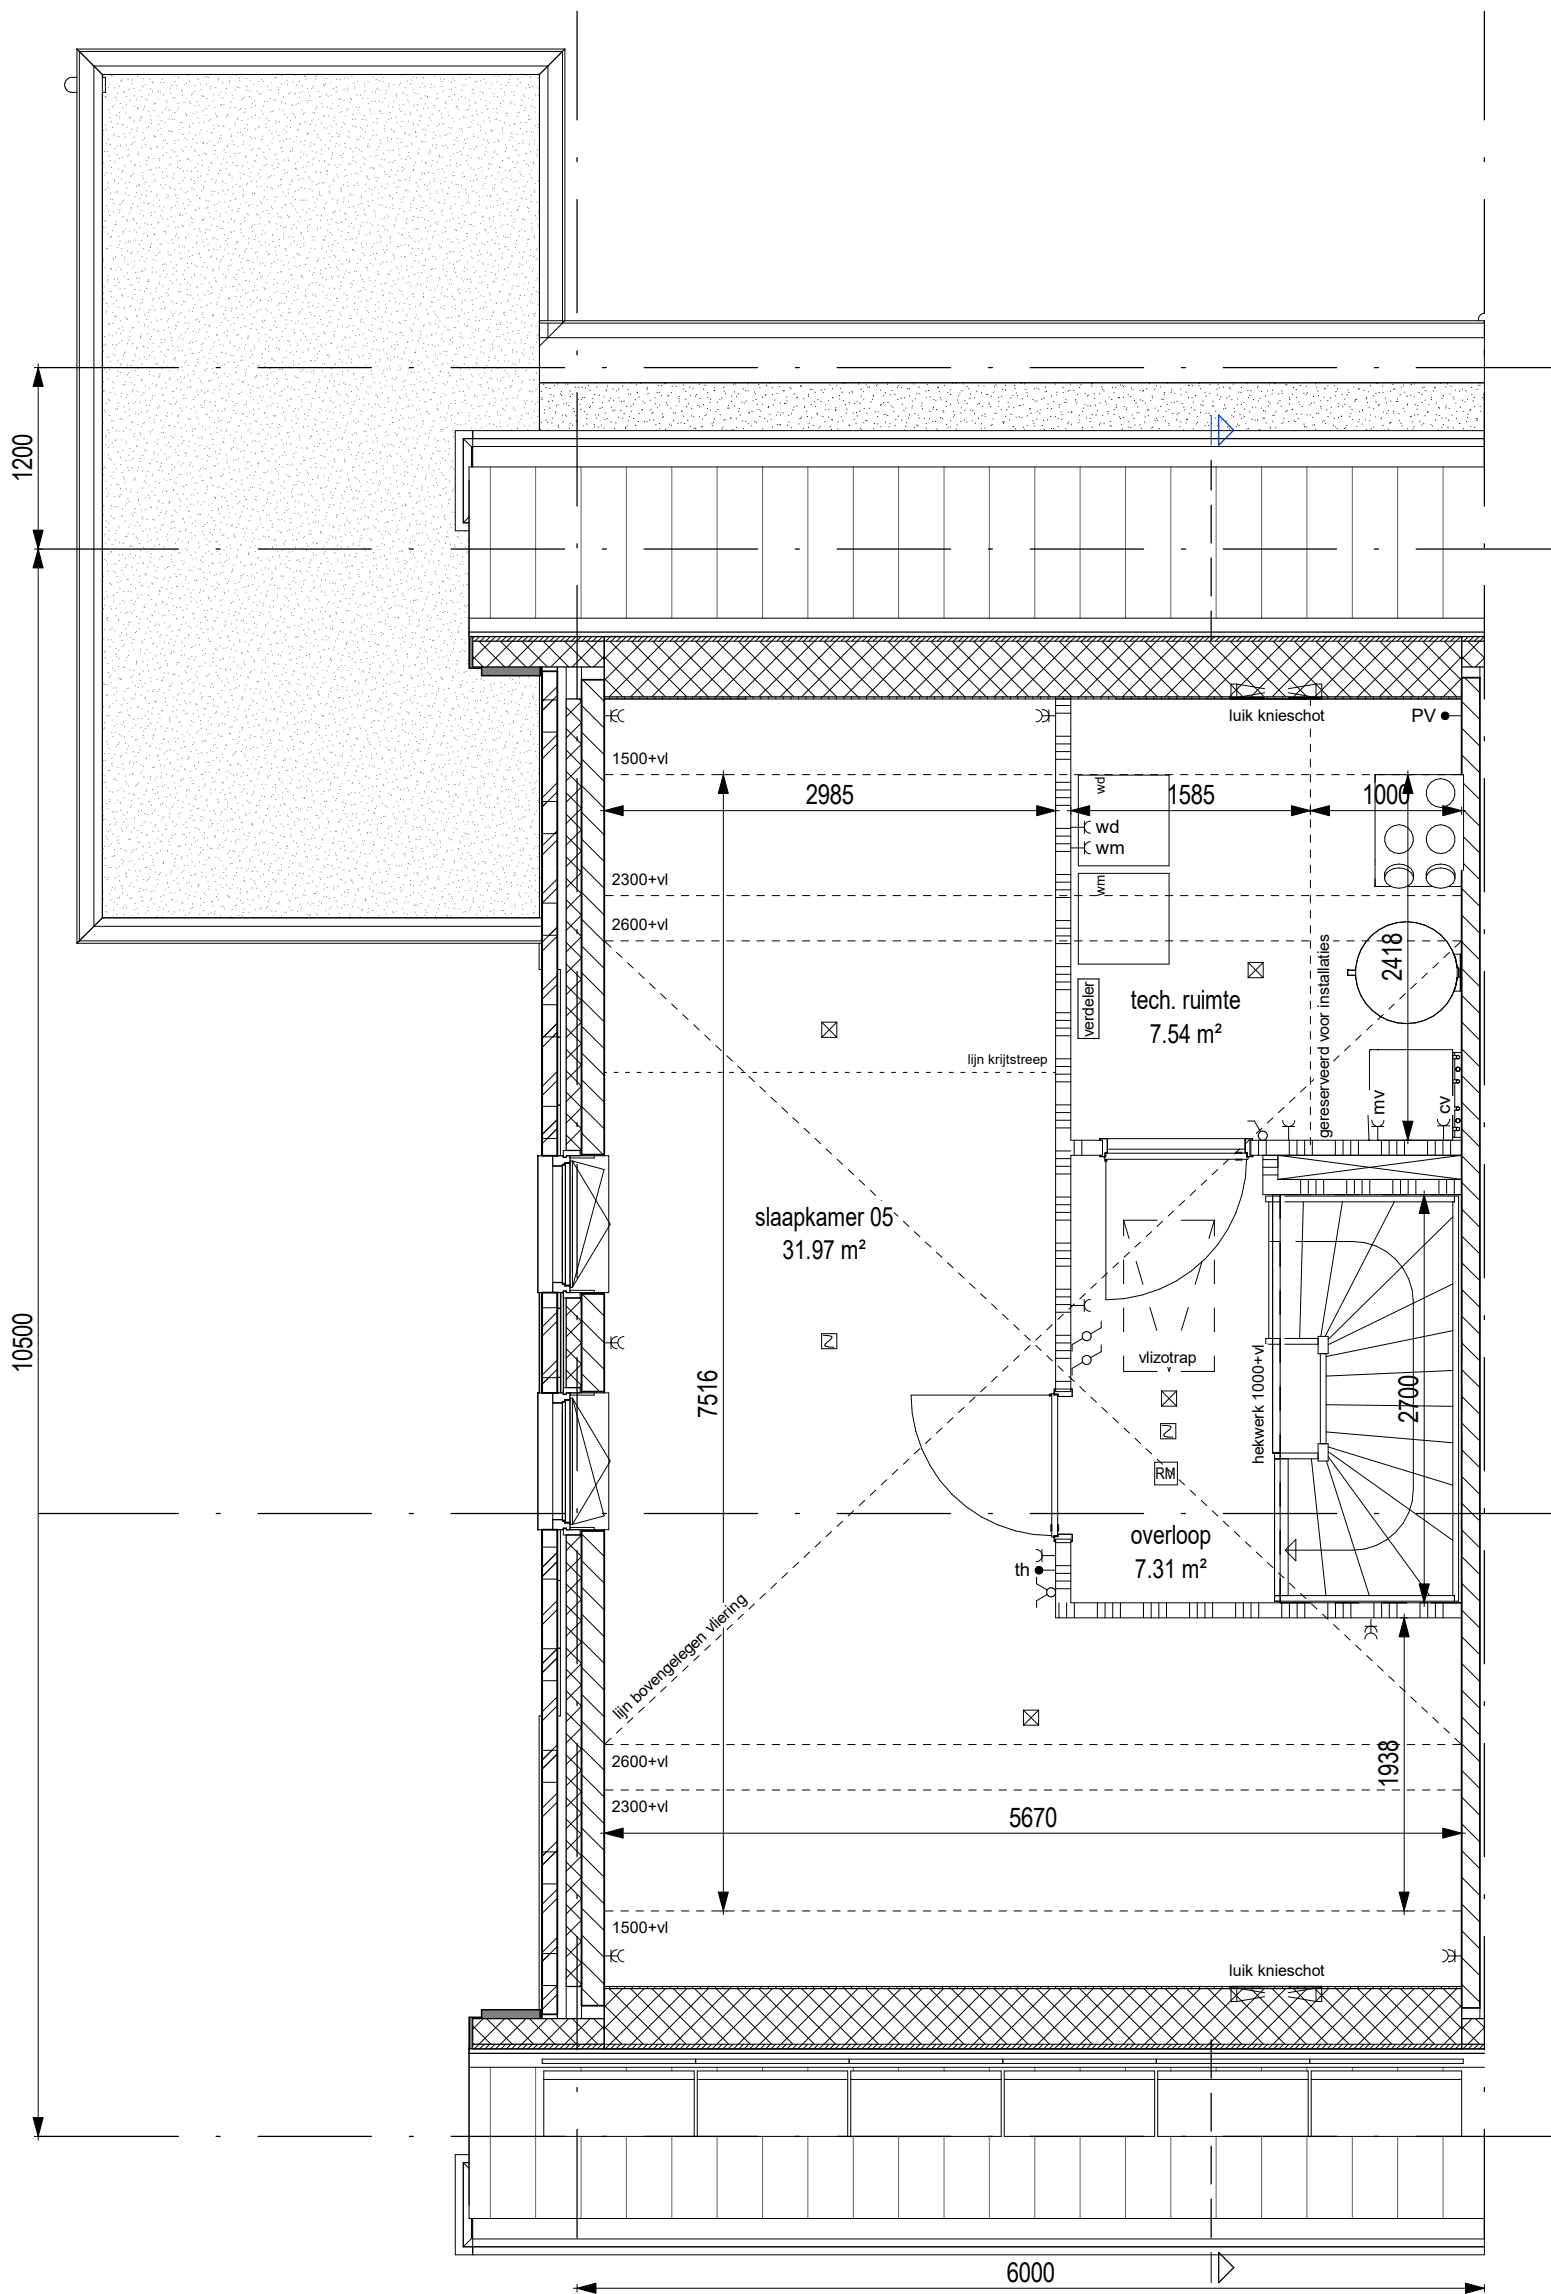 1200
luik knieschot
PV
1500+vl
2985
wd
1585
1000
wd
wm
2300+vl
wm
2600+vl
2418
gereserveerd voor installaties
verdeler
tech. ruimte
7.54 m²
lijn krijtstreep
mv
cv
slaapkamer 05
31.97 m²
10500
vlizotrap
hekwerk 1000+vl
7516
2700
RM
overloop
7.31 m²
th
lijn bovengelegen vliering
2600+vl
1938
2300+vl
5670
1500+vl
luik knieschot
6000